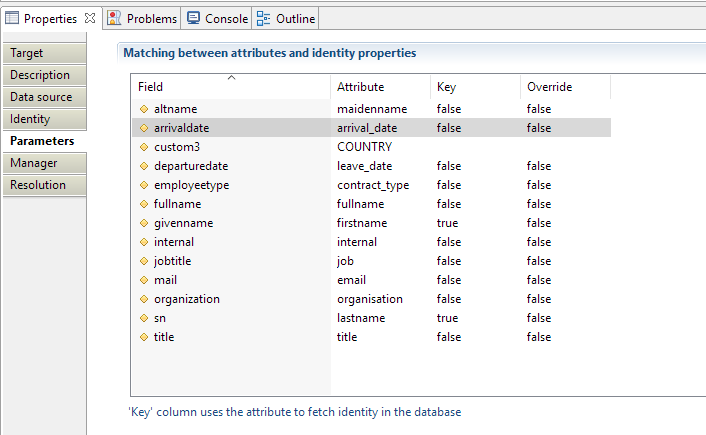 Properties Problems Console Outline
Target
Description
Data source
Identity
Parameters
Manager
Resolution
Matching between attributes and identity properties
Field Attribute Key Override
altname maidenname false false
arrivaldate arrival_date false false
custom3 COUNTRY
departuredate leave_date false false
employeetype contract_type false false
fullname fullname false false
givenname firstname true false
internal internal false false
jobtitle job false false
mail email false false
organization organisation false false
sn lastname true false
title title false false
'Key' column uses the attribute to fetch identity in the database